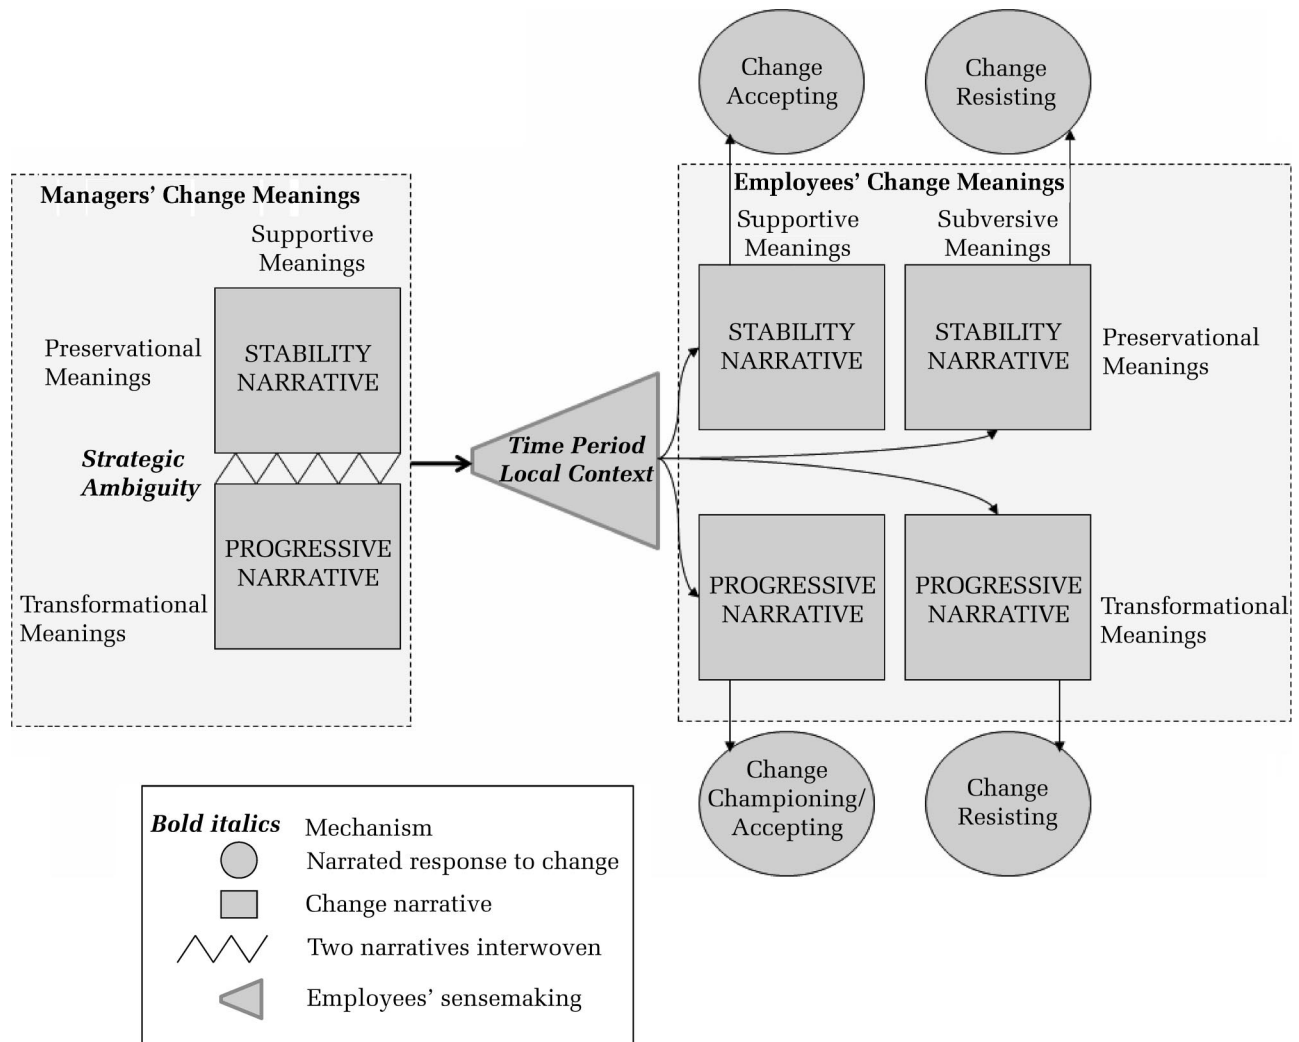 Change
Accepting
Change
Resisting
Managers’ Change Meanings
Supportive
Meanings
Preservational
Meanings
STABILITY
NARRATIVE
Strategic
Ambiguity
PROGRESSIVE
NARRATIVE
Transformational
Meanings
Time Period
Local Context
Employees’ Change Meanings
Supportive
Meanings
Subversive
Meanings
STABILITY
NARRATIVE
STABILITY
NARRATIVE
Preservational
Meanings
PROGRESSIVE
NARRATIVE
PROGRESSIVE
NARRATIVE
Transformational
Meanings
Change
Championing/
Accepting
Change
Resisting
Bold italics Mechanism
Narrated response to change
Change narrative
Two narratives interwoven
Employees’ sensemaking